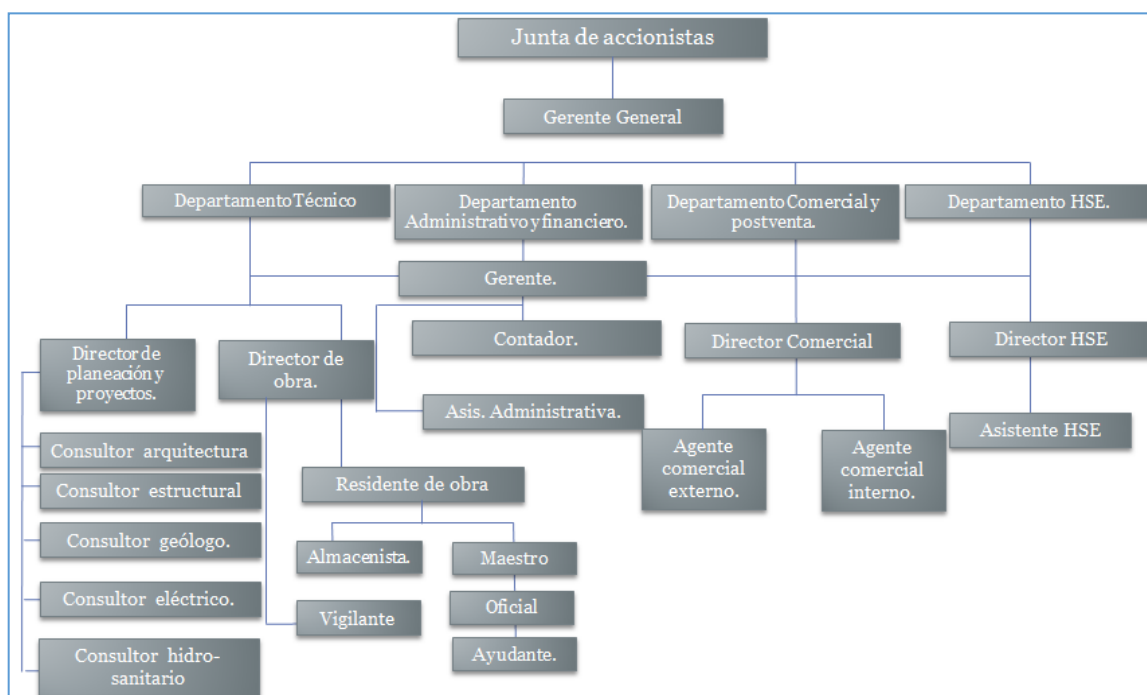 Junta de accionistas
Gerente General
Departamento Técnico
Departamento
Administrativo y financiero.
Departamento Comercial y
postventa.
Departamento HSE.
Gerente.
Contador.
Director Comercial
Director HSE
Director de
planeación y
proyectos.
Director de
obra.
Asis. Administrativa.
Asistente HSE
Agente
comercial
externo.
Agente
comercial
interno.
Consultor arquitectura
Consultor estructural
Consultor geólogo.
Consultor eléctrico.
Consultor hidro-
sanitario
Residente de obra
Almacenista.
Maestro
Vigilante
Oficial
Ayudante.